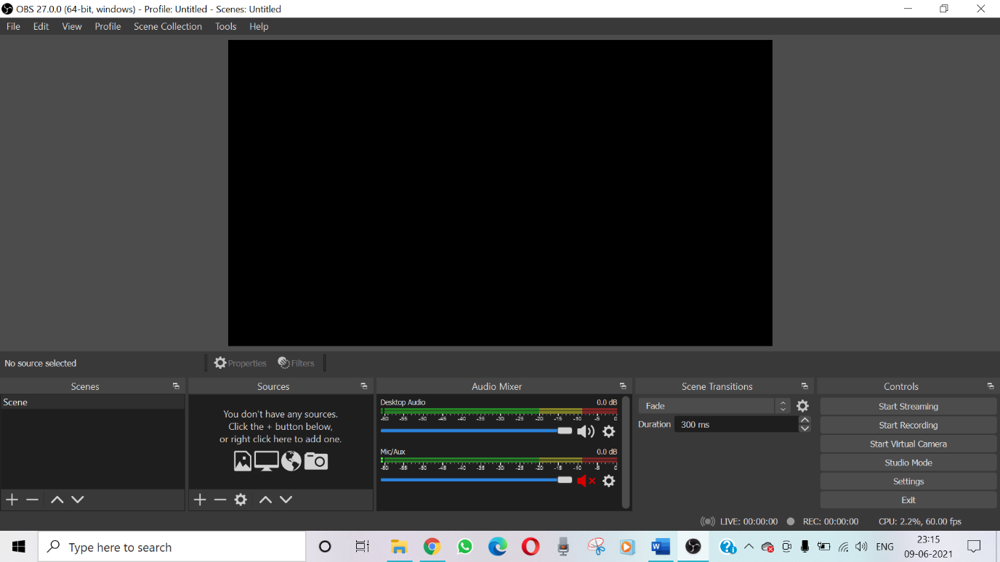 OBS 27.0.0 (64-bit, windows) - Profile: Untitled - Scenes: Untitled
File Edit View Profile Scene Collection Tools Help
No source selected Properties Filters
Scenes Sources Audio Mixer Scene Transitions Controls
Scene
You don't have any sources.
Click the + button below,
or right click here to add one.
Desktop Audio 0.0 dB
-60 -55 -50 -45 -40 -35 -30 -25 -20 -15 -10 -5 0
Mic/Aux 0.0 dB
-60 -55 -50 -45 -40 -35 -30 -25 -20 -15 -10 -5 0
Fade
Duration 300 ms
Start Streaming
Start Recording
Start Virtual Camera
Studio Mode
Settings
Exit
LIVE: 00:00:00 REC: 00:00:00 CPU: 2.2%, 60.00 fps
Type here to search
ENG
23:15
09-06-2021